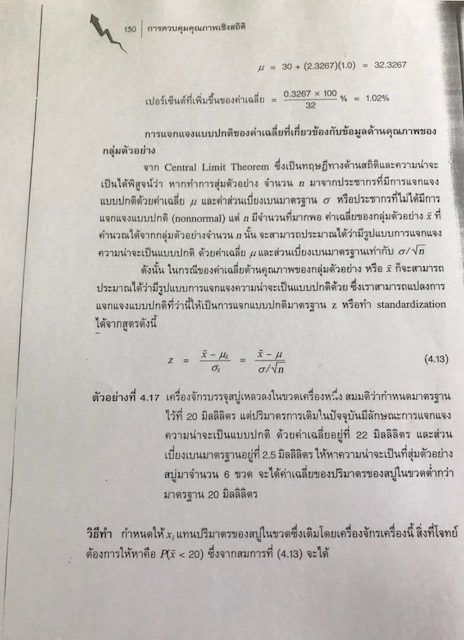 130 | การควบคุมคุณภาพเชิงสถิติ
μ = 30 + (2.3267)(1.0) = 32.3267
เปอร์เซ็นต์ที่เพิ่มขึ้นของค่าเฉลี่ย = 0.3267 × 100 / 32 % = 1.02%
การแจกแจงแบบปกติของค่าเฉลี่ยที่เกี่ยวข้องกับข้อมูลด้านคุณภาพของ
กลุ่มตัวอย่าง
จาก Central Limit Theorem ซึ่งเป็นทฤษฎีทางด้านสถิติและความน่าจะ
เป็นได้พิสูจน์ว่า หากทำการสุ่มตัวอย่าง จำนวน n มาจากประชากรที่มีการแจกแจง
แบบปกติด้วยค่าเฉลี่ย μ และค่าส่วนเบี่ยงเบนมาตรฐาน σ หรือประชากรที่ไม่ได้มีการ
แจกแจงแบบปกติ (nonnormal) แต่ n มีจำนวนที่มากพอ ค่าเฉลี่ยของกลุ่มตัวอย่าง x̄ ที่
คำนวณได้จากกลุ่มตัวอย่างจำนวน n นั้น จะสามารถประมาณได้ว่ามีรูปแบบการแจกแจง
ความน่าจะเป็นแบบปกติ ด้วยค่าเฉลี่ย μ และส่วนเบี่ยงเบนมาตรฐานเท่ากับ σ/√n
ดังนั้น ในกรณีของค่าเฉลี่ยด้านคุณภาพของกลุ่มตัวอย่าง หรือ x̄ ก็จะสามารถ
ประมาณได้ว่ามีรูปแบบการแจกแจงความน่าจะเป็นแบบปกติด้วย ซึ่งเราสามารถแปลงการ
แจกแจงแบบปกติที่ว่านี้ให้เป็นการแจกแจงแบบปกติมาตรฐาน z หรือทำ standardization
ได้จากสูตรดังนี้
z = x̄ − μx̄ / σx̄ = x̄ − μ / σ/√n (4.13)
ตัวอย่างที่ 4.17 เครื่องจักรบรรจุสบู่เหลวลงในขวดเครื่องหนึ่ง สมมติว่ากำหนดมาตรฐาน
ไว้ที่ 20 มิลลิลิตร แต่ปริมาตรการเติมในปัจจุบันมีลักษณะการแจกแจง
ความน่าจะเป็นแบบปกติ ด้วยค่าเฉลี่ยอยู่ที่ 22 มิลลิลิตร และส่วน
เบี่ยงเบนมาตรฐานอยู่ที่ 2.5 มิลลิลิตร ให้หาความน่าจะเป็นที่สุ่มตัวอย่าง
สบู่มาจำนวน 6 ขวด จะได้ค่าเฉลี่ยของปริมาตรของสบู่ในขวดต่ำกว่า
มาตรฐาน 20 มิลลิลิตร
วิธีทำ กำหนดให้ xᵢ แทนปริมาตรของสบู่ในขวดซึ่งเติมโดยเครื่องจักรเครื่องนี้ สิ่งที่โจทย์
ต้องการให้หาคือ P(x̄ < 20) ซึ่งจากสมการที่ (4.13) จะได้